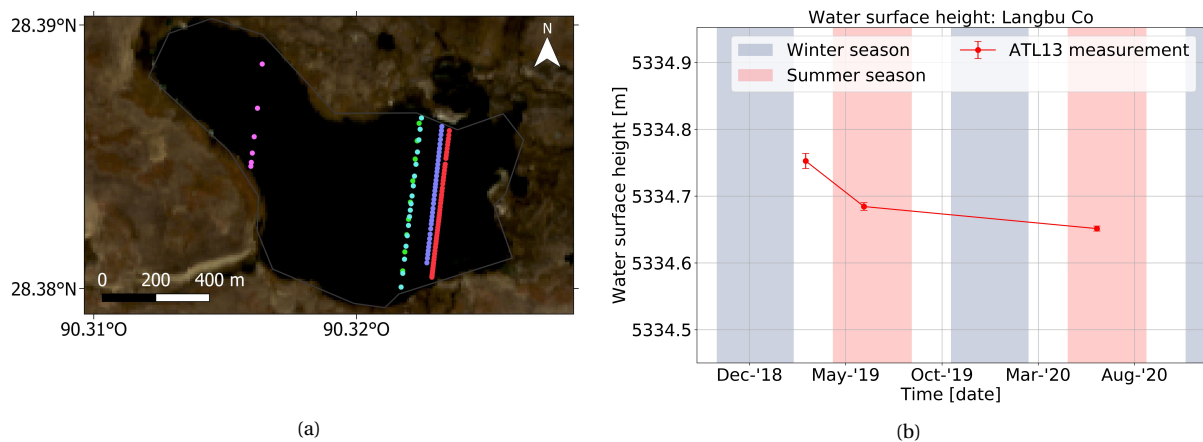 28.39°N
28.38°N
N
0 200 400 m
90.31°O 90.32°O
(a)
Water surface height: Langbu Co
Winter season
Summer season
ATL13 measurement
Water surface height [m]
5334.9
5334.8
5334.7
5334.6
5334.5
Dec-'18 May-'19 Oct-'19 Mar-'20 Aug-'20
Time [date]
(b)